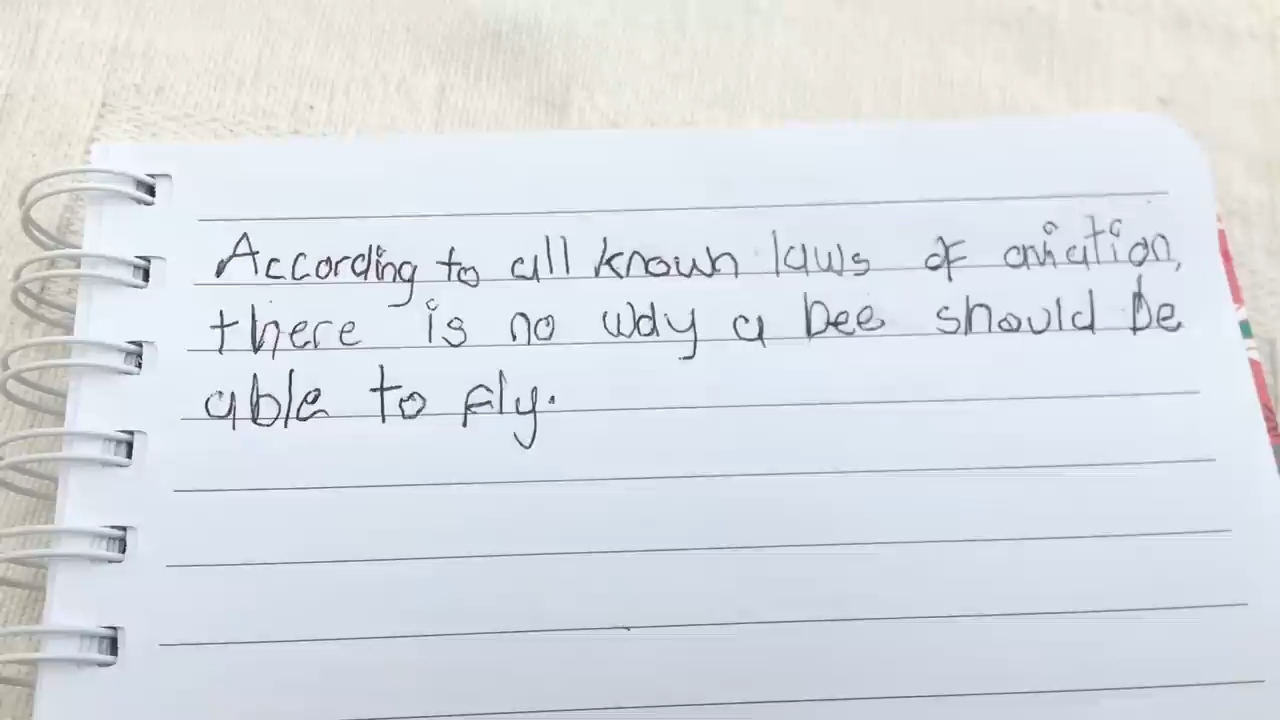 According to all known laws of aviation,
there is no way a bee should be
able to fly.